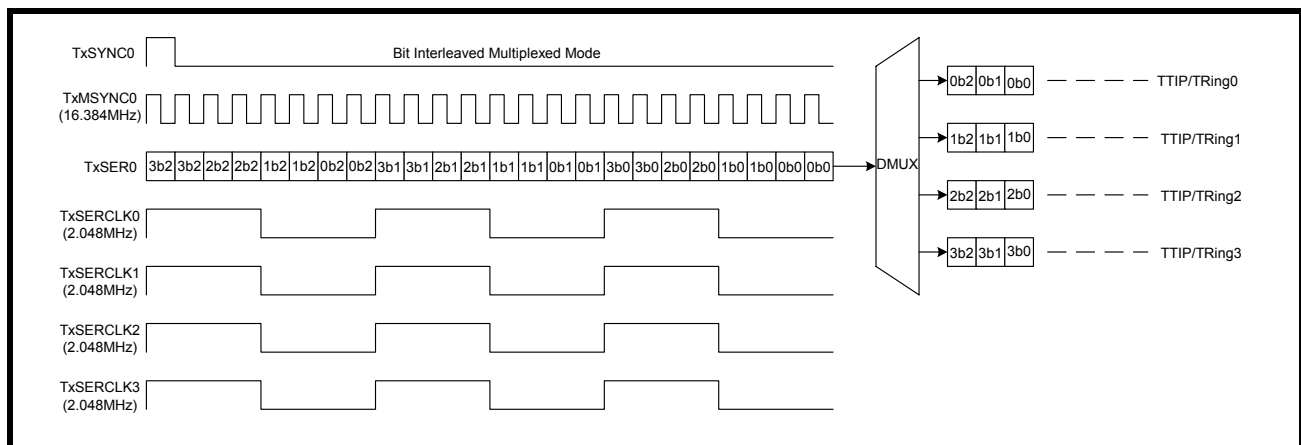 TxSYNC0
Bit Interleaved Multiplexed Mode
TxMSYNC0
(16.384MHz)
TxSER0
3b2 3b2 2b2 2b2 1b2 1b2 0b2 0b2 3b1 3b1 2b1 2b1 1b1 1b1 0b1 0b1 3b0 3b0 2b0 2b0 1b0 1b0 0b0 0b0
TxSERCLK0
(2.048MHz)
TxSERCLK1
(2.048MHz)
TxSERCLK2
(2.048MHz)
TxSERCLK3
(2.048MHz)
DMUX
0b2 0b1 0b0
TTIP/TRing0
1b2 1b1 1b0
TTIP/TRing1
2b2 2b1 2b0
TTIP/TRing2
3b2 3b1 3b0
TTIP/TRing3